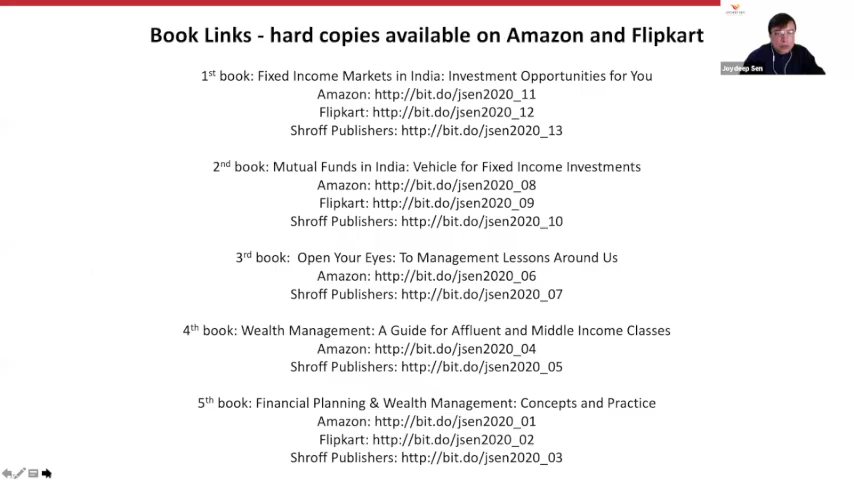 Book Links - hard copies available on Amazon and Flipkart
Joydeep Sen
1st book: Fixed Income Markets in India: Investment Opportunities for You
Amazon: http://bit.do/jsen2020_11
Flipkart: http://bit.do/jsen2020_12
Shroff Publishers: http://bit.do/jsen2020_13
2nd book: Mutual Funds in India: Vehicle for Fixed Income Investments
Amazon: http://bit.do/jsen2020_08
Flipkart: http://bit.do/jsen2020_09
Shroff Publishers: http://bit.do/jsen2020_10
3rd book:  Open Your Eyes: To Management Lessons Around Us
Amazon: http://bit.do/jsen2020_06
Shroff Publishers: http://bit.do/jsen2020_07
4th book: Wealth Management: A Guide for Affluent and Middle Income Classes
Amazon: http://bit.do/jsen2020_04
Shroff Publishers: http://bit.do/jsen2020_05
5th book: Financial Planning & Wealth Management: Concepts and Practice
Amazon: http://bit.do/jsen2020_01
Flipkart: http://bit.do/jsen2020_02
Shroff Publishers: http://bit.do/jsen2020_03